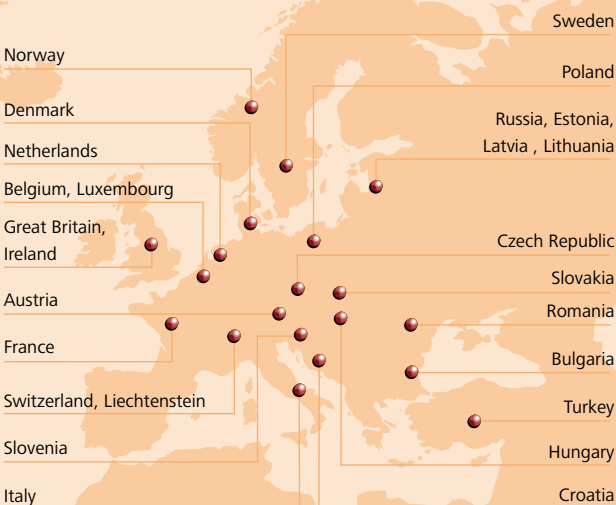 Norway
Denmark
Netherlands
Belgium, Luxembourg
Great Britain,
Ireland
Austria
France
Switzerland, Liechtenstein
Slovenia
Italy
Sweden
Poland
Russia, Estonia,
Latvia , Lithuania
Czech Republic
Slovakia
Romania
Bulgaria
Turkey
Hungary
Croatia